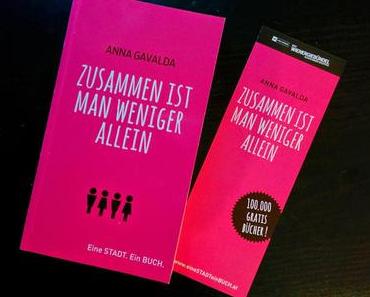 ANNA GAVALDA
ZUSAMMEN IST
MAN WENIGER
ALLEIN
Eine STADT. Ein BUCH.
ANNA GAVALDA
ZUSAMMEN IST
MAN WENIGER
ALLEIN
100.000
GRATIS
BÜCHER!
www.eineSTADTeinBUCH.at